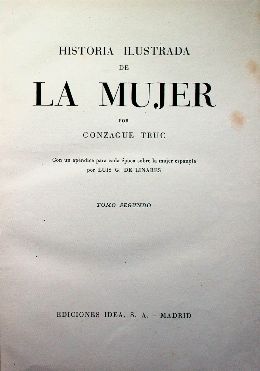 HISTORIA ILUSTRADA
DE
LA MUJER
POR
GONZAGUE TRUC
Con un apéndice para cada época sobre la mujer española
por LUIS G. DE LINARES
TOMO SEGUNDO
EDICIONES IDEA, S. A. - MADRID